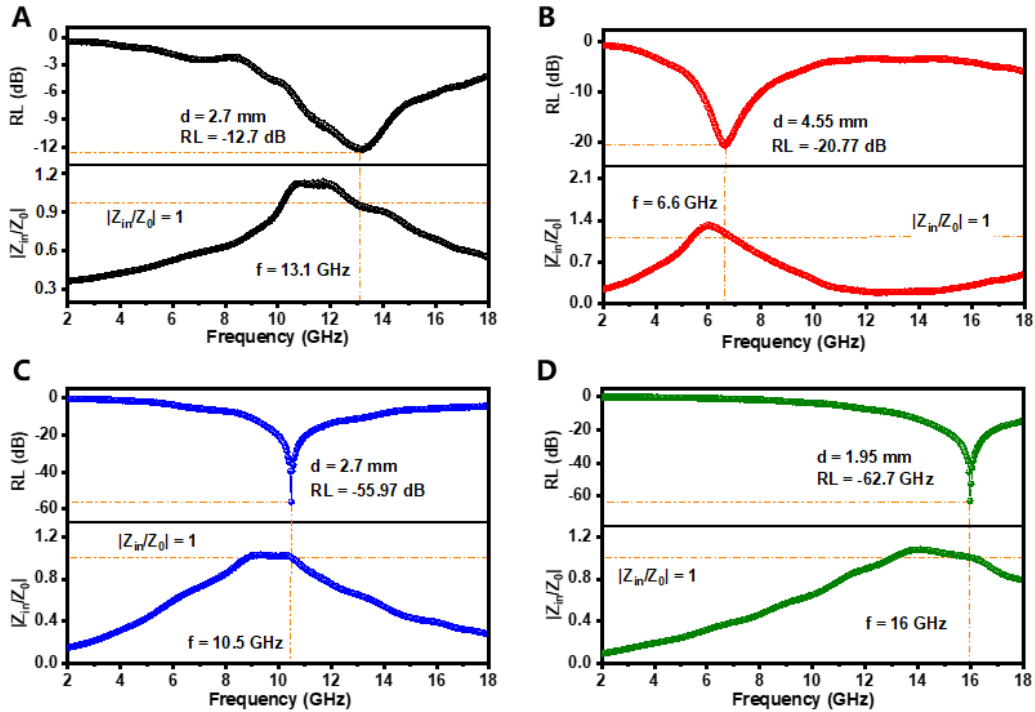 A
RL (dB)
0
-3
-6
-9
-12
d = 2.7 mm
RL = -12.7 dB
|Zin/Z0|
1.2
0.9
0.6
0.3
|Zin/Z0| = 1
f = 13.1 GHz
2 4 6 8 10 12 14 16 18
Frequency (GHz)
B
RL (dB)
0
-10
-20
d = 4.55 mm
RL = -20.77 dB
|Zin/Z0|
2.1
1.4
0.7
0.0
f = 6.6 GHz
|Zin/Z0| = 1
2 4 6 8 10 12 14 16 18
Frequency (GHz)
C
RL (dB)
0
-20
-40
-60
d = 2.7 mm
RL = -55.97 dB
|Zin/Z0|
1.2
0.8
0.4
0.0
|Zin/Z0| = 1
f = 10.5 GHz
2 4 6 8 10 12 14 16 18
Frequency (GHz)
D
RL (dB)
0
-20
-40
-60
d = 1.95 mm
RL = -62.7 GHz
|Zin/Z0|
1.2
0.8
0.4
0.0
|Zin/Z0| = 1
f = 16 GHz
2 4 6 8 10 12 14 16 18
Frequency (GHz)